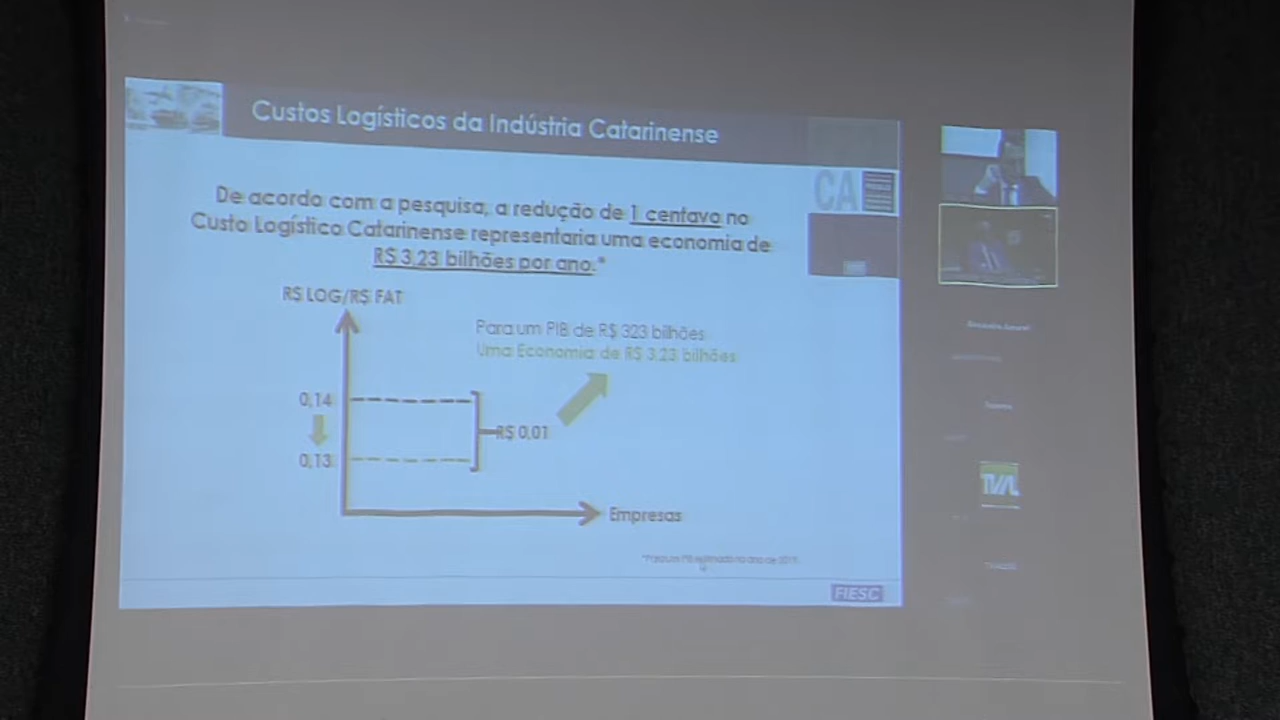 Custos Logísticos da Indústria Catarinense
CA
De acordo com a pesquisa, a redução de 1 centavo no
Custo Logístico Catarinense representaria uma economia de
R$ 3,23 bilhões por ano.*
R$ LOG/R$ FAT
Para um PIB de R$ 323 bilhões
Uma Economia de R$ 3,23 bilhões
0,14
R$ 0,01
0,13
Empresas
FIESC
TVAL